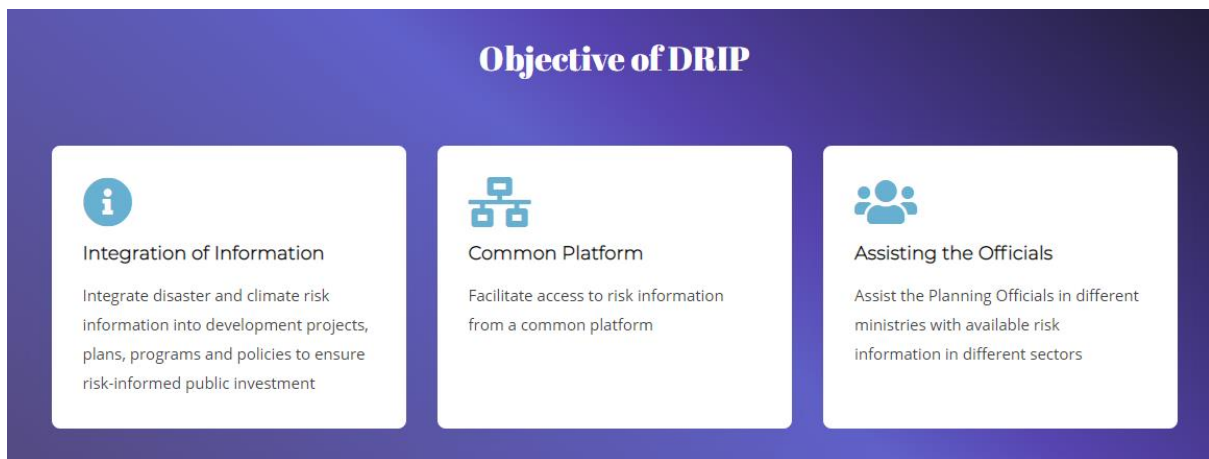 Objective of DRIP
Integration of Information
Integrate disaster and climate risk
information into development projects,
plans, programs and policies to ensure
risk-informed public investment
Common Platform
Facilitate access to risk information
from a common platform
Assisting the Officials
Assist the Planning Officials in different
ministries with available risk
information in different sectors